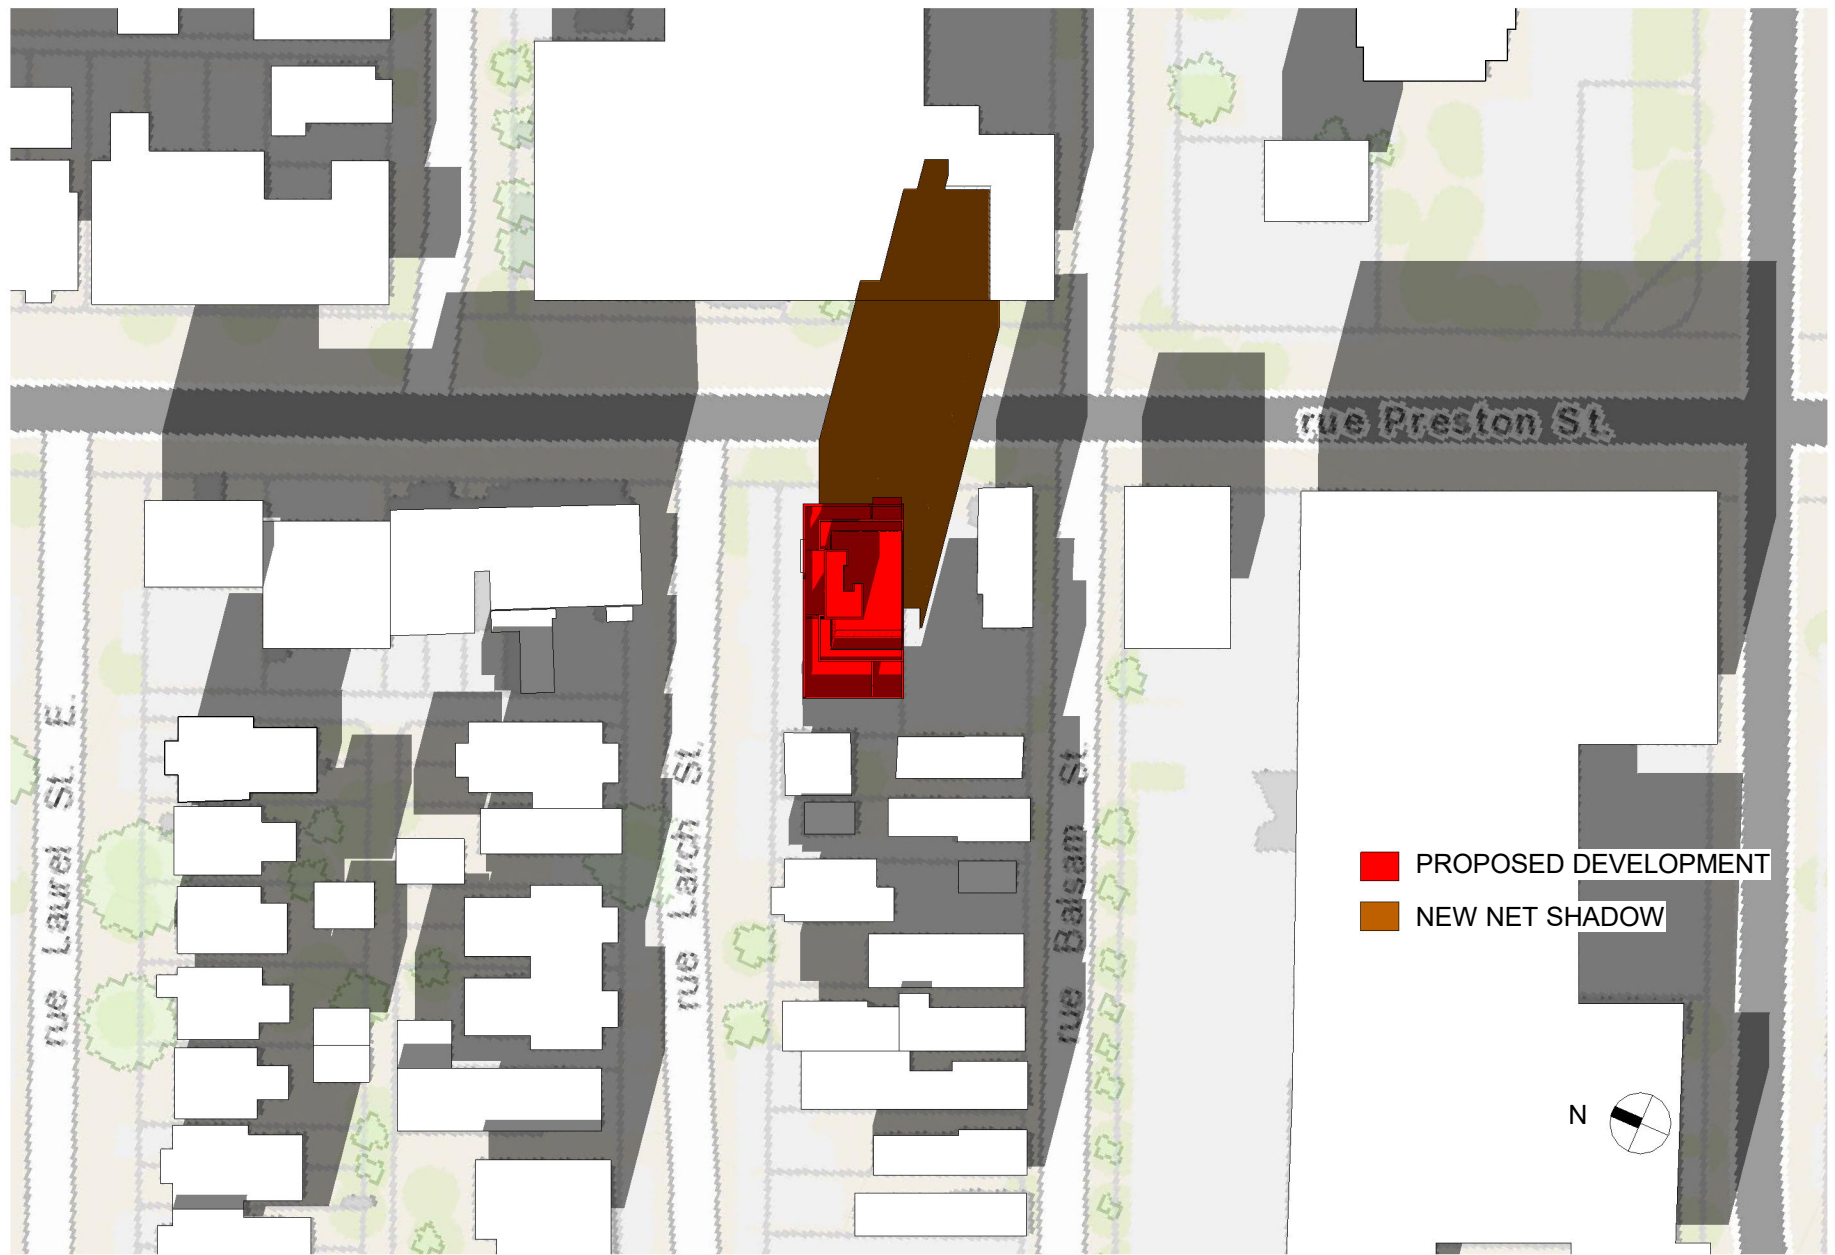 rue Preston St.
rue Laurel St. E.
rue Larch St.
rue Balsam St.
PROPOSED DEVELOPMENT
NEW NET SHADOW
N